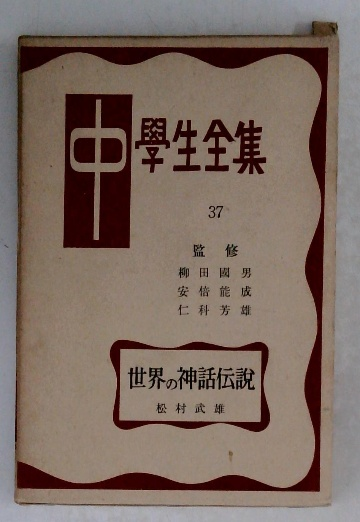 中學生全集
37
監修
柳田國男
安倍能成
仁科芳雄
世界の神話伝説
松村武雄